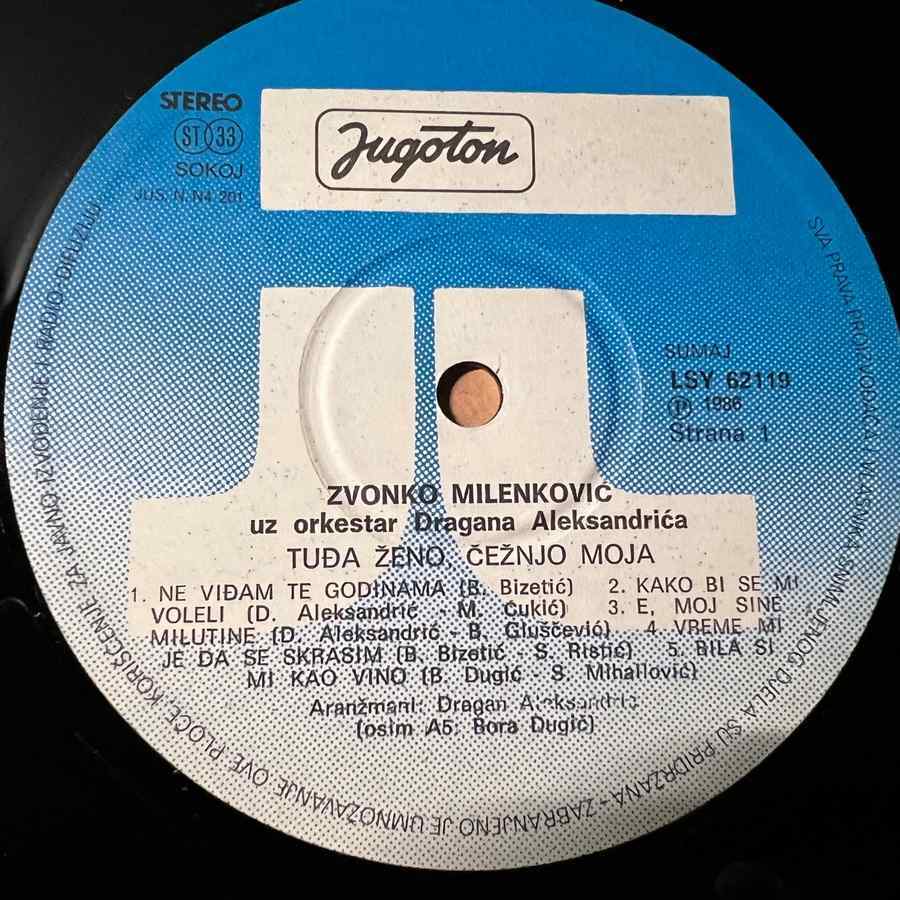 STEREO
ST 33
SOKOJ
JUS. N. N4 201
Jugoton
SUMAJ
LSY 62119
Ⓟ 1986
Strana 1
ZVONKO MILENKOVIĆ
uz orkestar Dragana Aleksandrića
TUĐA ŽENO, ČEŽNJO MOJA
1. NE VIĐAM TE GODINAMA (B. Bizetić) 2. KAKO BI SE MI
VOLELI (D. Aleksandrić - M. Cukić) 3. E, MOJ SINE
MILUTINE (D. Aleksandrić - B. Gluščević) 4. VREME MI
JE DA SE SKRASIM (B. Bizetić - S. Ristić) 5. BILA SI
MI KAO VINO (B. Dugić - S. Mihailović)
Aranžmani: Dragan Aleksandrić
(osim A5: Bora Dugić)
SVA PRAVA PROIZVOĐAČA I VLASNIKA SNIMLJENOG DJELA SU PRIDRŽANA - ZABRANJENO JE UMNOŽAVANJE OVE PLOČE, KORIŠĆENJE ZA JAVNO IZVOĐENJE I RADIO-DIFUZIJU